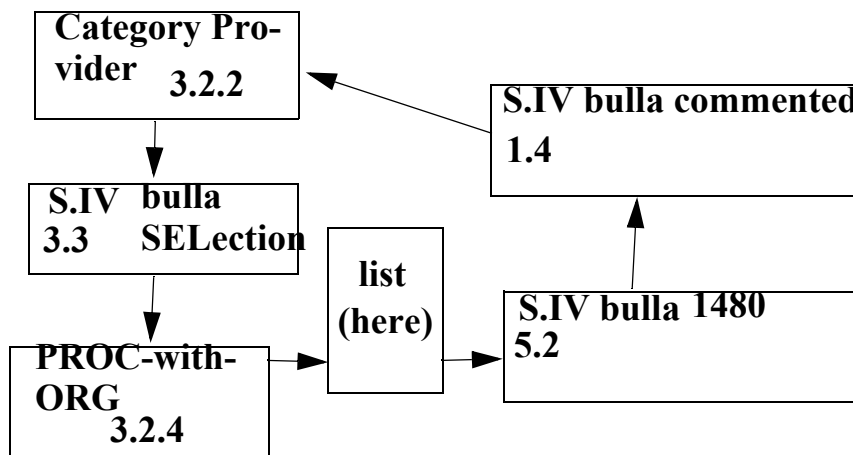 Category Pro-
vider 3.2.2
S.IV bulla commented
1.4
S.IV bulla
3.3 SELection
list
(here)
S.IV bulla 1480
5.2
PROC-with-
ORG
3.2.4